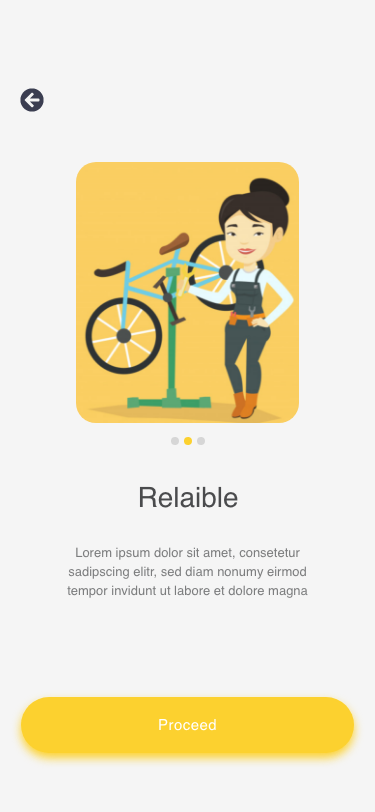 Relaible
Lorem ipsum dolor sit amet, consetetur
sadipscing elitr, sed diam nonumy eirmod
tempor invidunt ut labore et dolore magna
Proceed